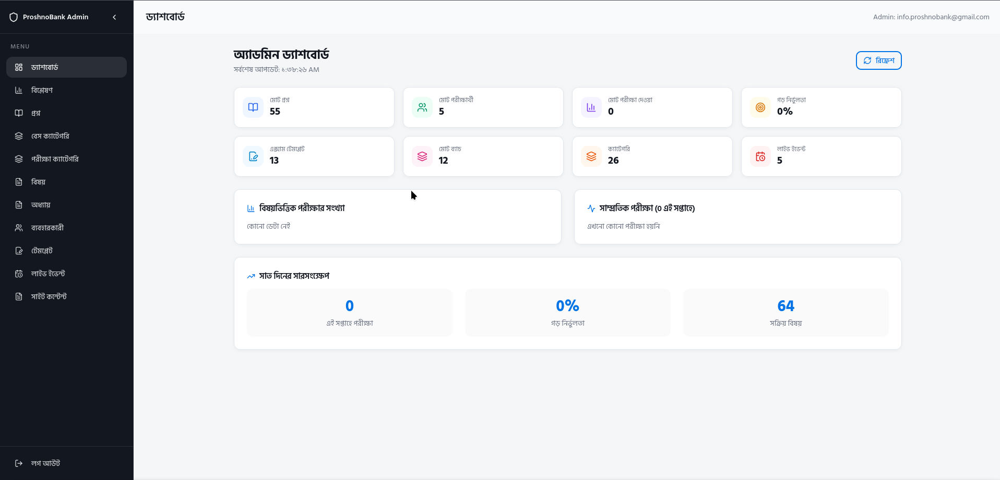 ProshnoBank Admin
MENU
ড্যাশবোর্ড
বিশ্লেষণ
প্রশ্ন
বেস ক্যাটেগরি
পরীক্ষা ক্যাটেগরি
বিষয়
অধ্যায়
ব্যবহারকারী
টেমপ্লেট
লাইভ ইভেন্ট
সাইট কন্টেন্ট
লগ আউট
ড্যাশবোর্ড
Admin: info.proshnobank@gmail.com
অ্যাডমিন ড্যাশবোর্ড
সর্বশেষ আপডেট: ১:৩৮:২৬ AM
রিফ্রেশ
মোট প্রশ্ন
55
মোট পরীক্ষার্থী
5
মোট পরীক্ষা দেওয়া
0
গড় নির্ভুলতা
0%
এক্সাম টেমপ্লেট
13
মোট ব্যাচ
12
ক্যাটেগরি
26
লাইভ ইভেন্ট
5
বিষয়ভিত্তিক পরীক্ষার সংখ্যা
কোনো ডেটা নেই
সাম্প্রতিক পরীক্ষা (0 এই সপ্তাহে)
এখনো কোনো পরীক্ষা হয়নি
সাত দিনের সারসংক্ষেপ
0
এই সপ্তাহে পরীক্ষা
0%
গড় নির্ভুলতা
64
সক্রিয় বিষয়